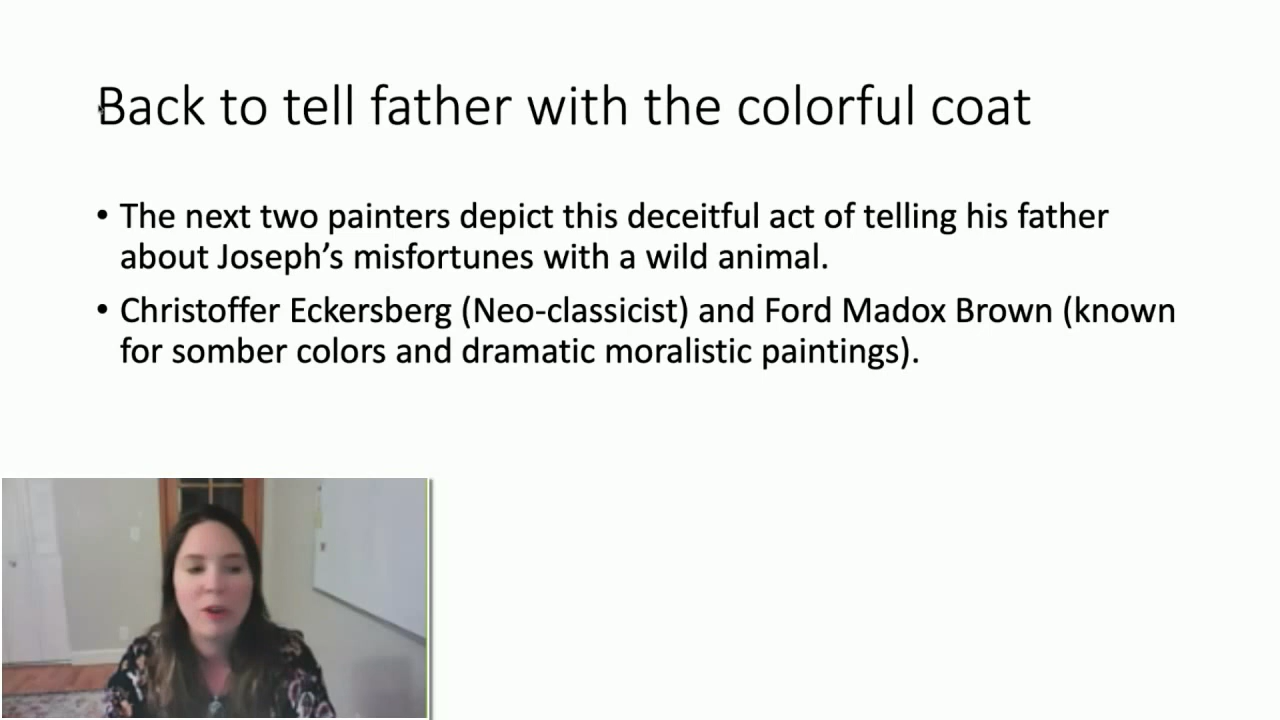 Back to tell father with the colorful coat
• The next two painters depict this deceitful act of telling his father
about Joseph’s misfortunes with a wild animal.
• Christoffer Eckersberg (Neo-classicist) and Ford Madox Brown (known
for somber colors and dramatic moralistic paintings).